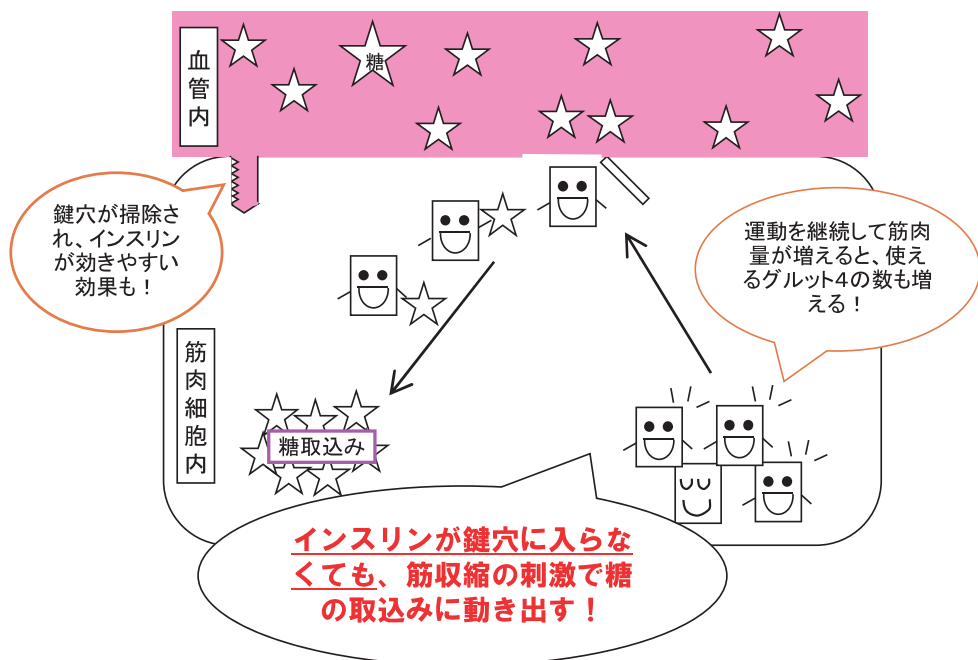 血管内
糖
鍵穴が掃除さ
れ、インスリン
が効きやすい
効果も！
運動を継続して筋肉
量が増えると、使え
るグルット4の数も増
える！
筋肉細胞内
糖取込み
インスリンが鍵穴に入らな
くても、筋収縮の刺激で糖
の取込みに動き出す！